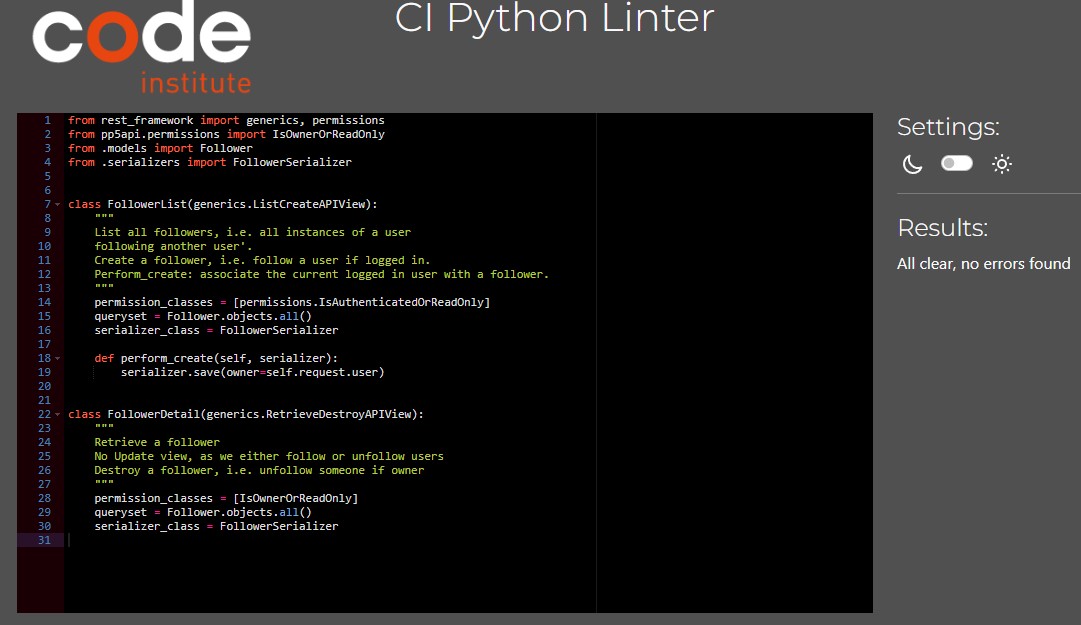 code
institute
CI Python Linter
1 from rest_framework import generics, permissions
2 from pp5api.permissions import IsOwnerOrReadOnly
3 from .models import Follower
4 from .serializers import FollowerSerializer
5
6
7 class FollowerList(generics.ListCreateAPIView):
8     """
9     List all followers, i.e. all instances of a user
10     following another user'.
11     Create a follower, i.e. follow a user if logged in.
12     Perform_create: associate the current logged in user with a follower.
13     """
14     permission_classes = [permissions.IsAuthenticatedOrReadOnly]
15     queryset = Follower.objects.all()
16     serializer_class = FollowerSerializer
17
18     def perform_create(self, serializer):
19         serializer.save(owner=self.request.user)
20
21
22 class FollowerDetail(generics.RetrieveDestroyAPIView):
23     """
24     Retrieve a follower
25     No Update view, as we either follow or unfollow users
26     Destroy a follower, i.e. unfollow someone if owner
27     """
28     permission_classes = [IsOwnerOrReadOnly]
29     queryset = Follower.objects.all()
30     serializer_class = FollowerSerializer
31
Settings:
Results:
All clear, no errors found